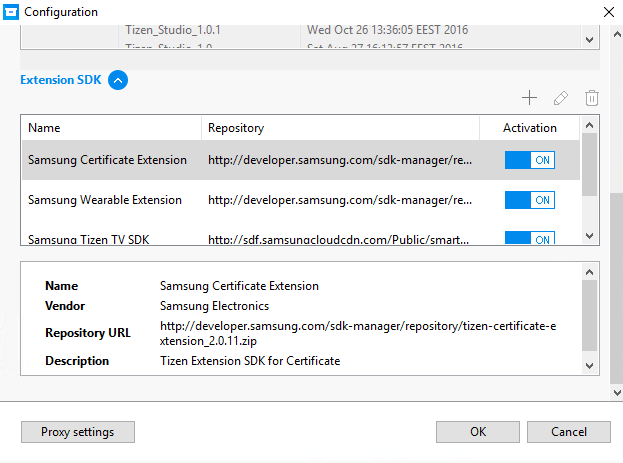 Configuration
Tizen_Studio_1.0.1 Wed Oct 26 13:36:05 EEST 2016
Tizen_Studio_1.0 Sat Aug 27 16:13:57 EEST 2016
Extension SDK
Name Repository Activation
Samsung Certificate Extension http://developer.samsung.com/sdk-manager/re... ON
Samsung Wearable Extension http://developer.samsung.com/sdk-manager/re... ON
Samsung Tizen TV SDK http://sdf.samsungcloudcdn.com/Public/smart... ON
Name Samsung Certificate Extension
Vendor Samsung Electronics
Repository URL http://developer.samsung.com/sdk-manager/repository/tizen-certificate-e
xtension_2.0.11.zip
Description Tizen Extension SDK for Certificate
Proxy settings OK Cancel